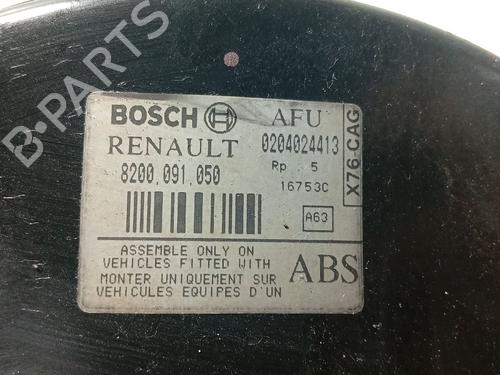 BOSCH AFU
RENAULT 0204024413
8200.091.050 Rp 5
16753C
X76-CAG
A63
ASSEMBLE ONLY ON
VEHICLES FITTED WITH
MONTER UNIQUEMENT SUR
VEHICULES EQUIPES D'UN
ABS